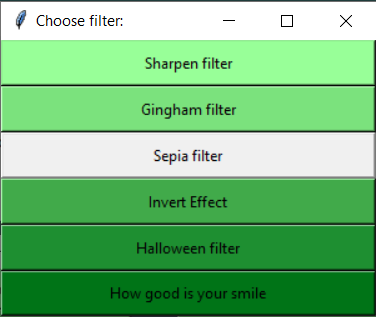 Choose filter:
Sharpen filter
Gingham filter
Sepia filter
Invert Effect
Halloween filter
How good is your smile